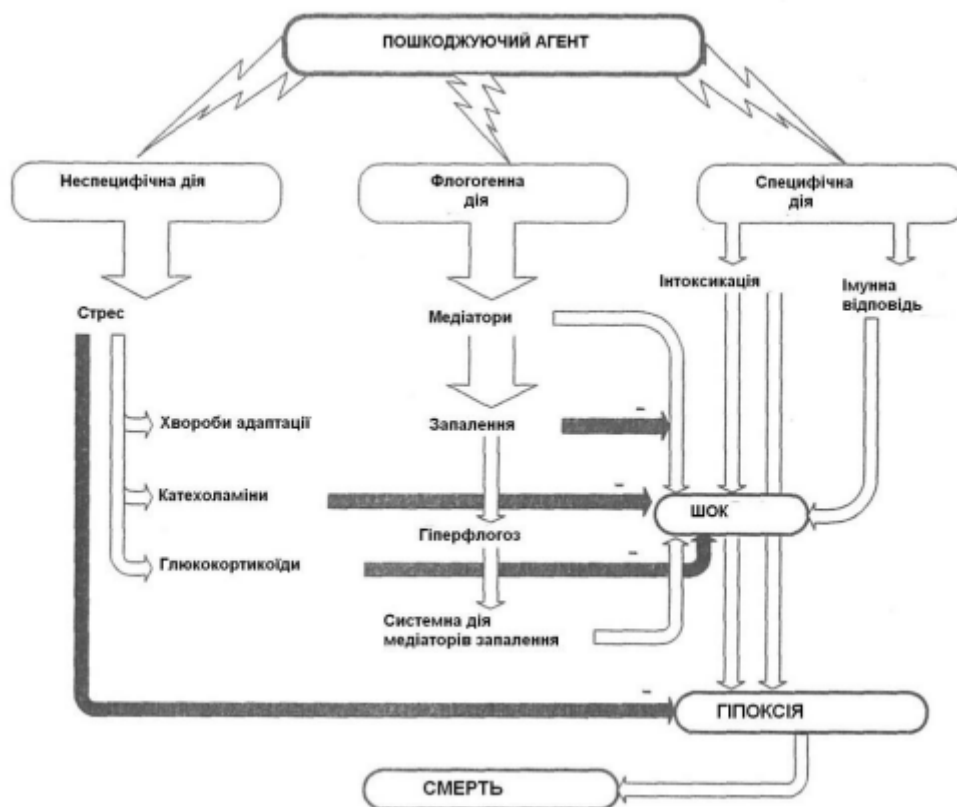 ПОШКОДЖУЮЧИЙ АГЕНТ
Неспецифічна дія
Флогогенна
дія
Специфічна
дія
Інтоксикація
Імунна
відповідь
Стрес
Медіатори
Хвороби адаптації
Запалення
–
Катехоламіни
–
ШОК
Гіперфлогоз
Глюкокортикоїди
–
Системна дія
медіаторів запалення
–
ГІПОКСІЯ
СМЕРТЬ